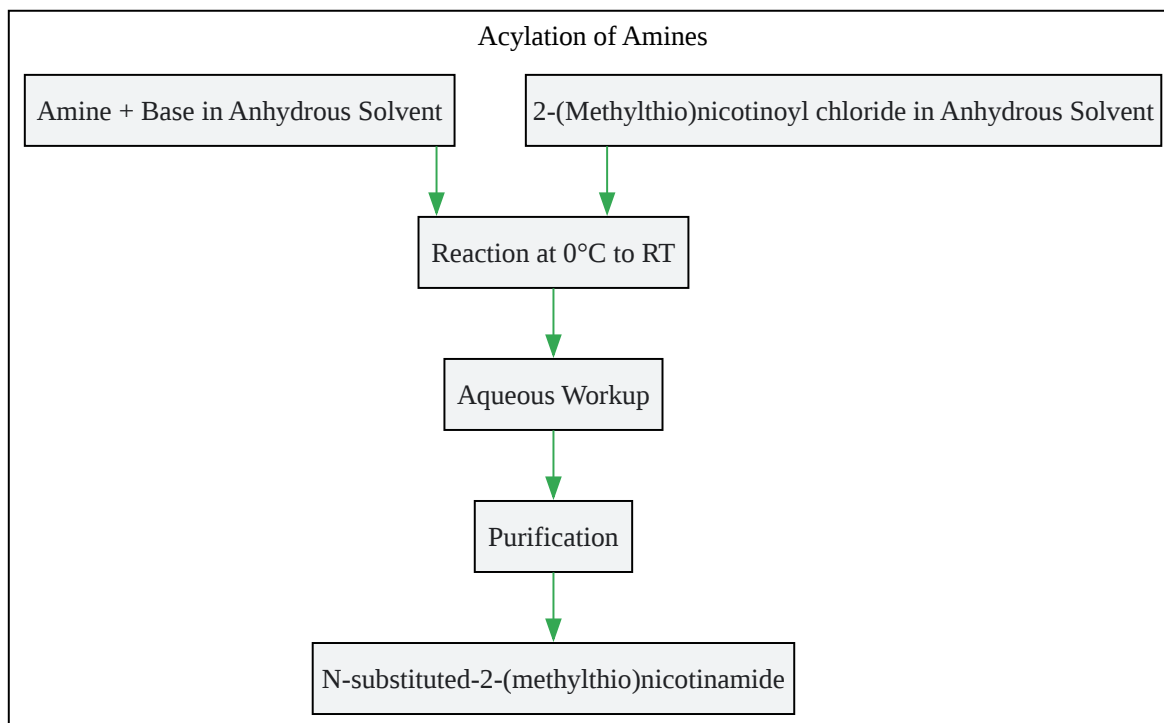 Acylation of Amines
Amine + Base in Anhydrous Solvent
2-(Methylthio)nicotinoyl chloride in Anhydrous Solvent
Reaction at 0°C to RT
Aqueous Workup
Purification
N-substituted-2-(methylthio)nicotinamide